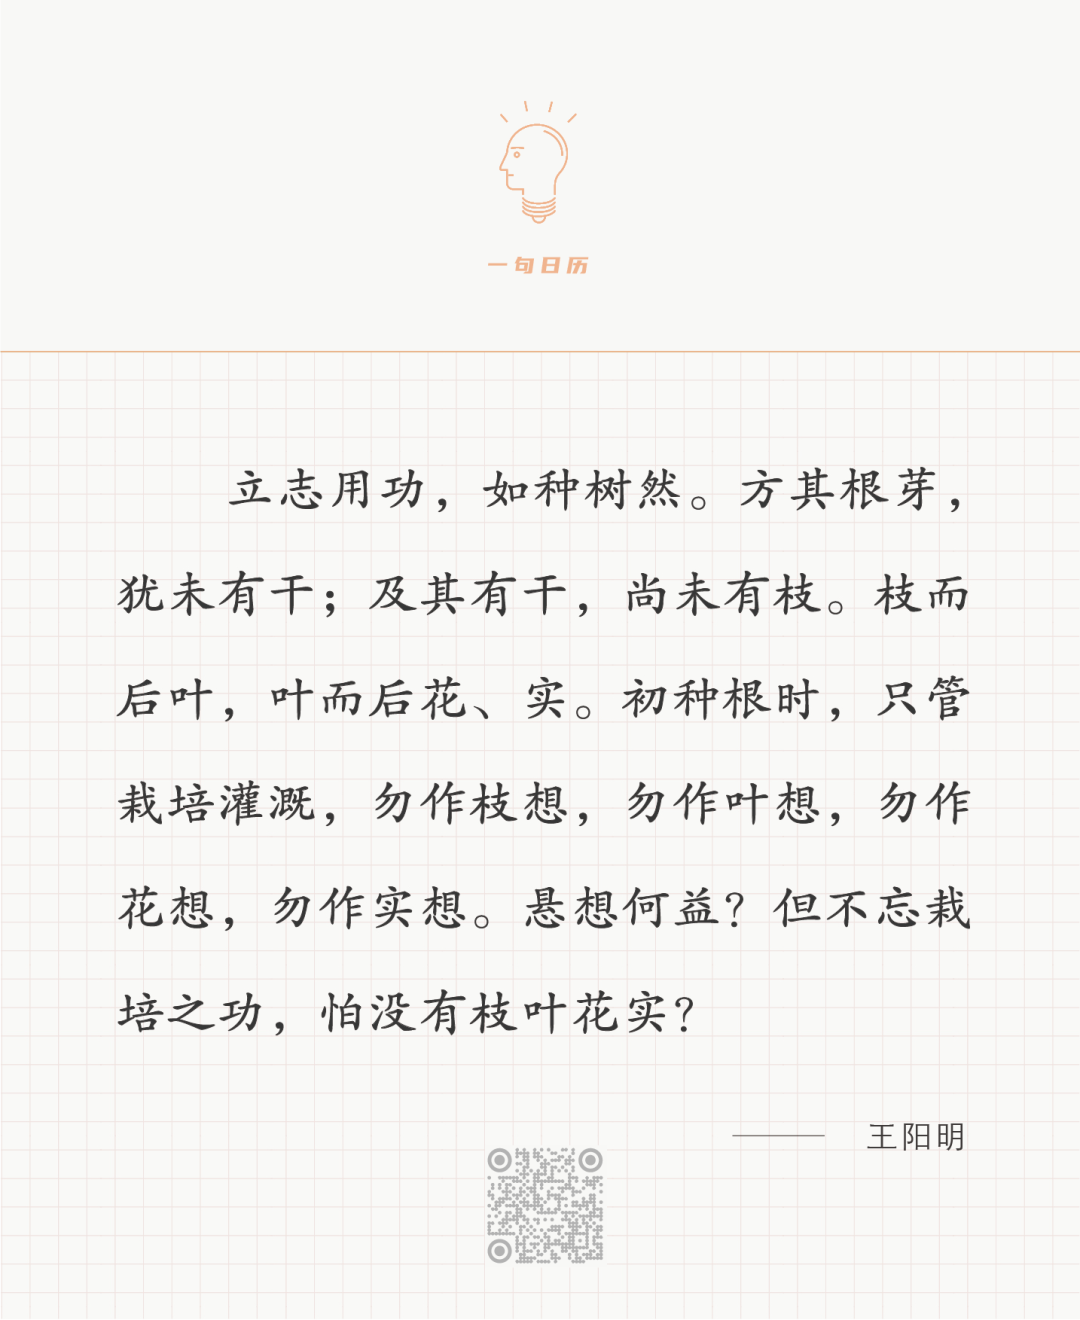 一句日历
立志用功，如种树然。方其根芽，
犹未有干；及其有干，尚未有枝。枝而
后叶，叶而后花、实。初种根时，只管
栽培灌溉，勿作枝想，勿作叶想，勿作
花想，勿作实想。悬想何益？但不忘栽
培之功，怕没有枝叶花实？
—— 王阳明